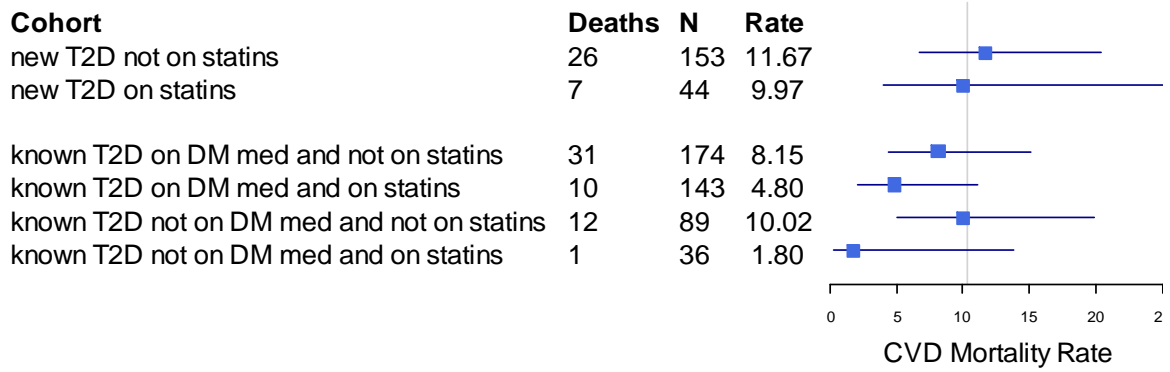 Cohort Deaths N Rate
new T2D not on statins 26 153 11.67
new T2D on statins 7 44 9.97
known T2D on DM med and not on statins 31 174 8.15
known T2D on DM med and on statins 10 143 4.80
known T2D not on DM med and not on statins 12 89 10.02
known T2D not on DM med and on statins 1 36 1.80
0 5 10 15 20 2
CVD Mortality Rate